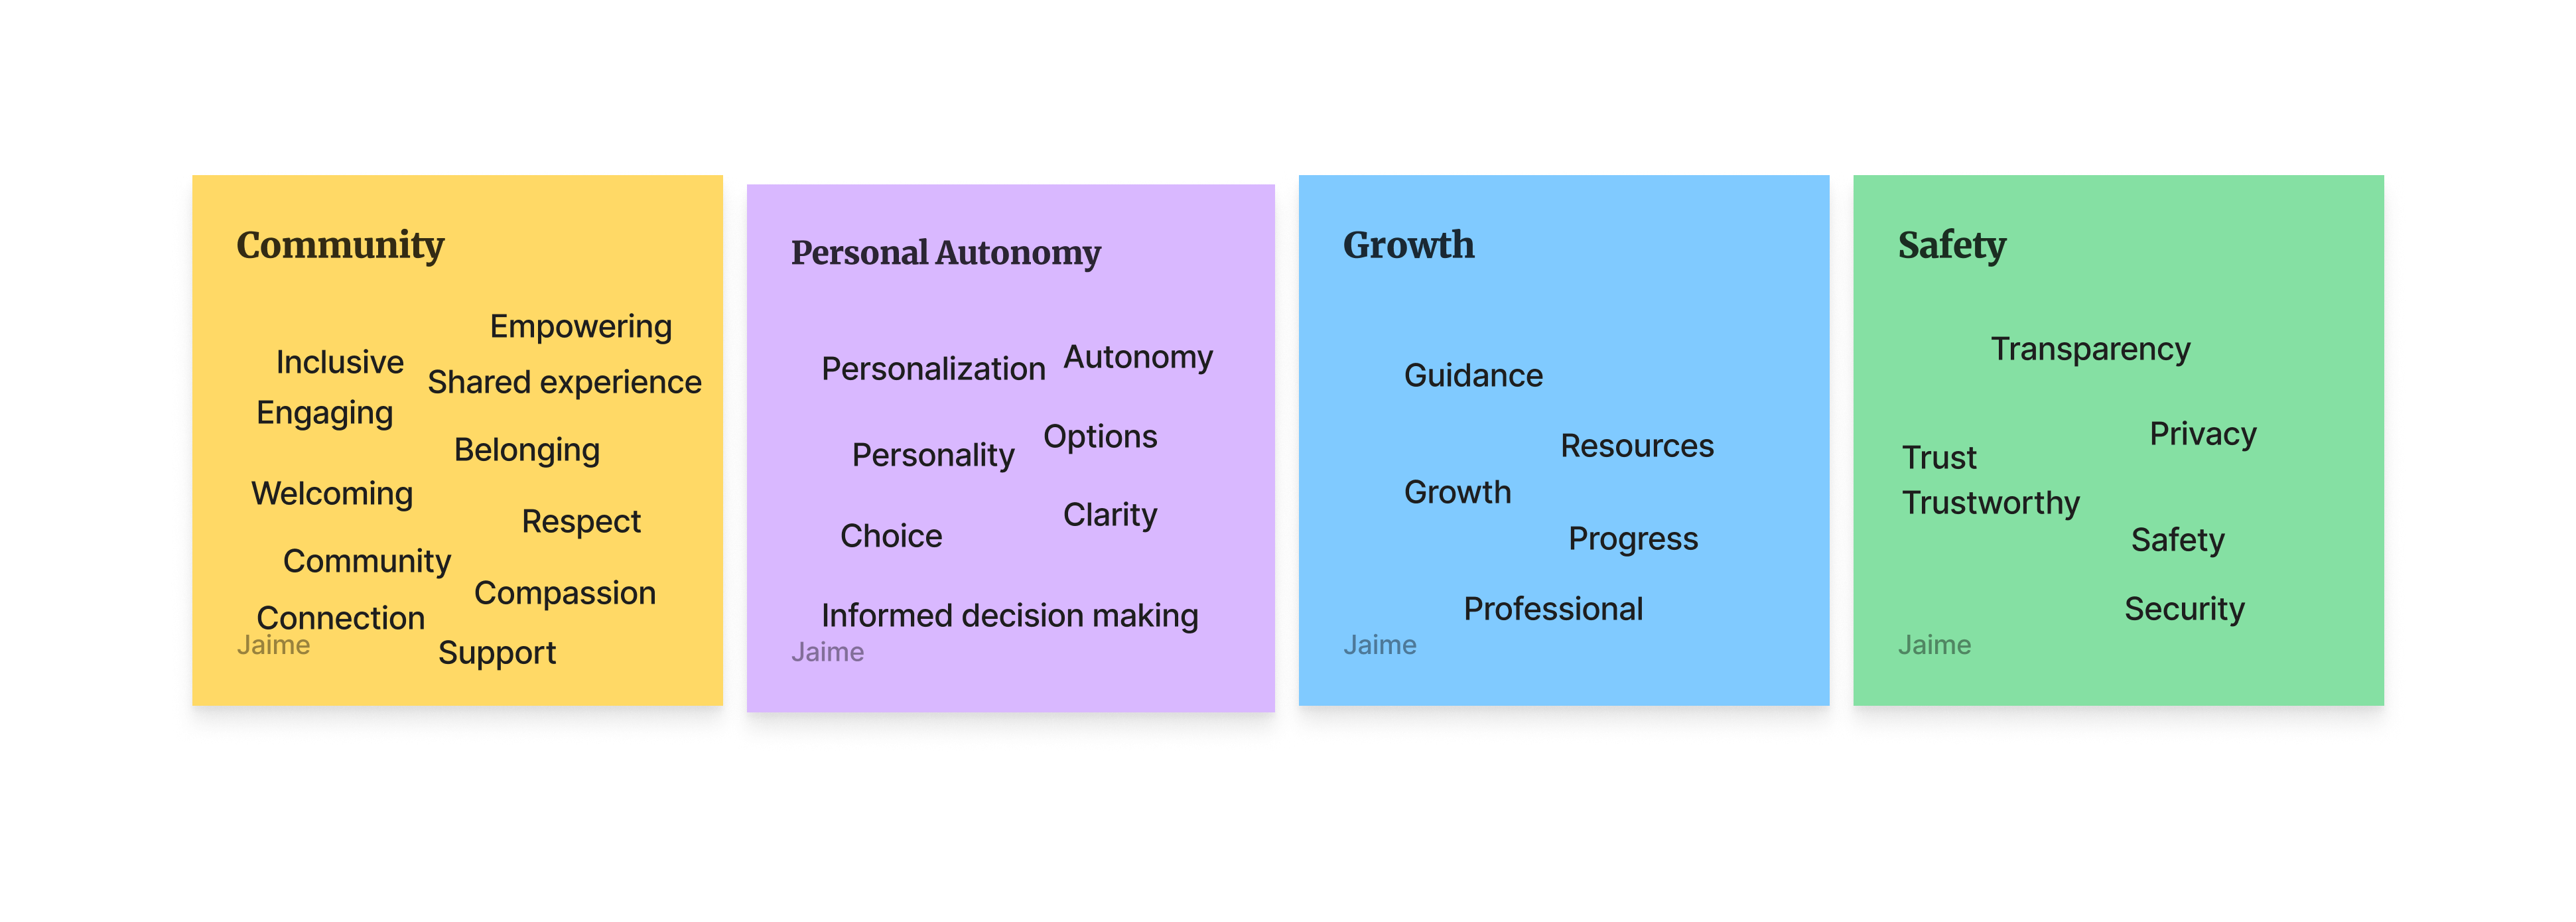 Community
Empowering
Inclusive
Shared experience
Engaging
Belonging
Welcoming
Respect
Community
Compassion
Connection
Jaime
Support
Personal Autonomy
Personalization
Autonomy
Options
Personality
Clarity
Choice
Informed decision making
Jaime
Growth
Guidance
Resources
Growth
Progress
Professional
Jaime
Safety
Transparency
Privacy
Trust
Trustworthy
Safety
Security
Jaime